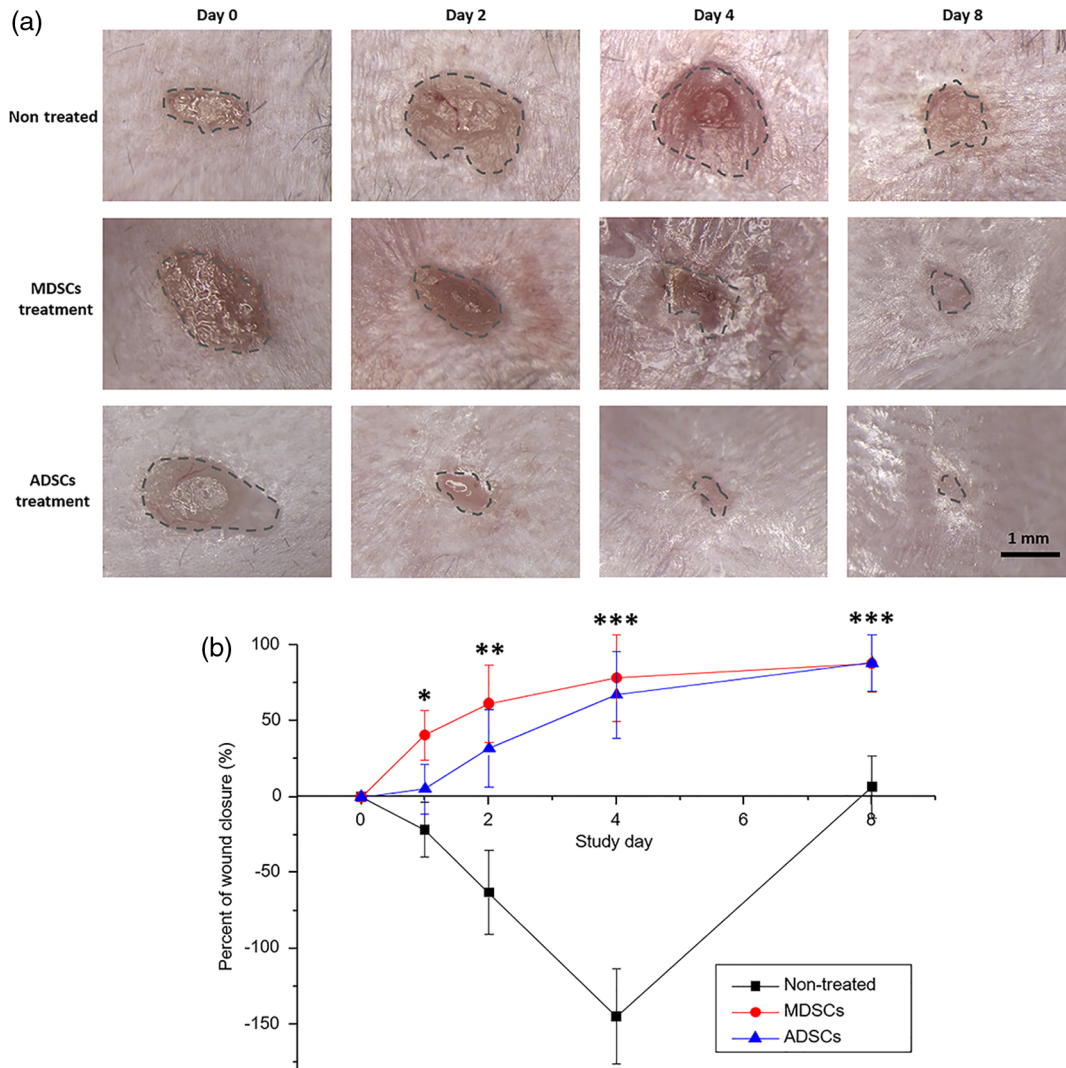 (a)
Day 0 Day 2 Day 4 Day 8
Non treated
MDSCs
treatment
ADSCs
treatment
1 mm
(b)
* ** *** ***
100
50
0
-50
-100
-150
Percent of wound closure (%)
0 2 4 6 8
Study day
Non-treated
MDSCs
ADSCs